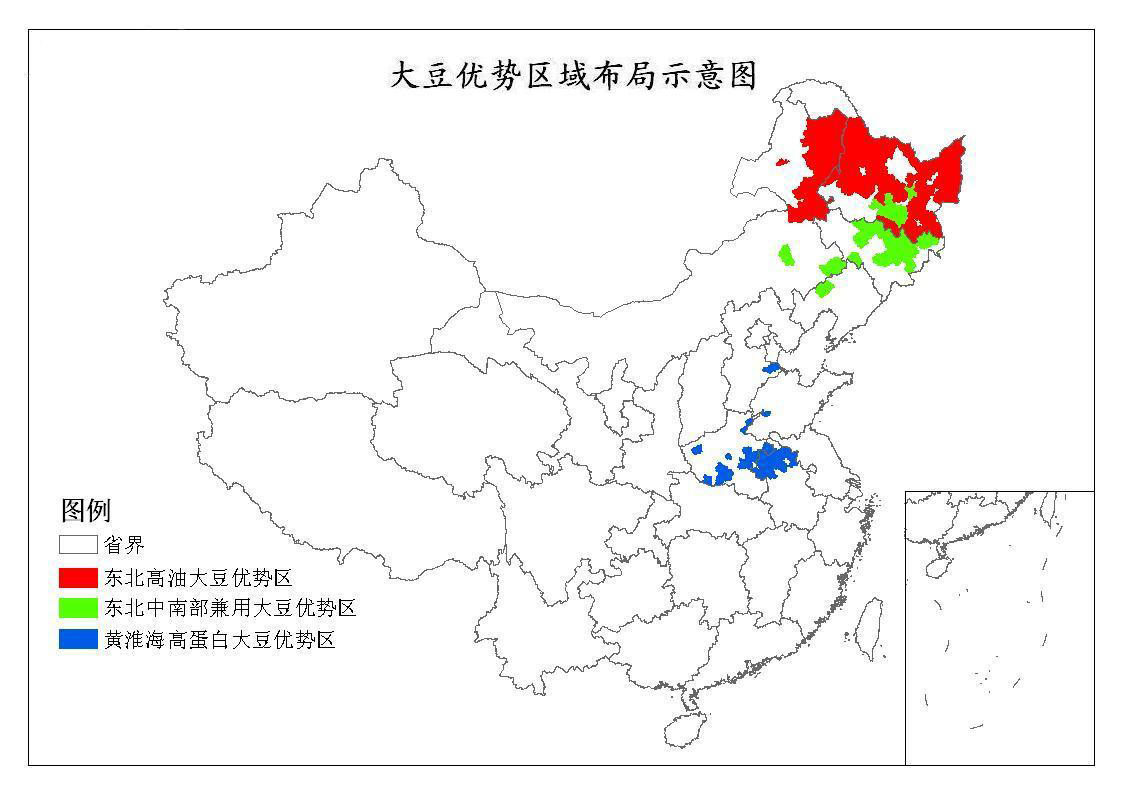 大豆优势区域布局示意图
图例
省界
东北高油大豆优势区
东北中南部兼用大豆优势区
黄淮海高蛋白大豆优势区